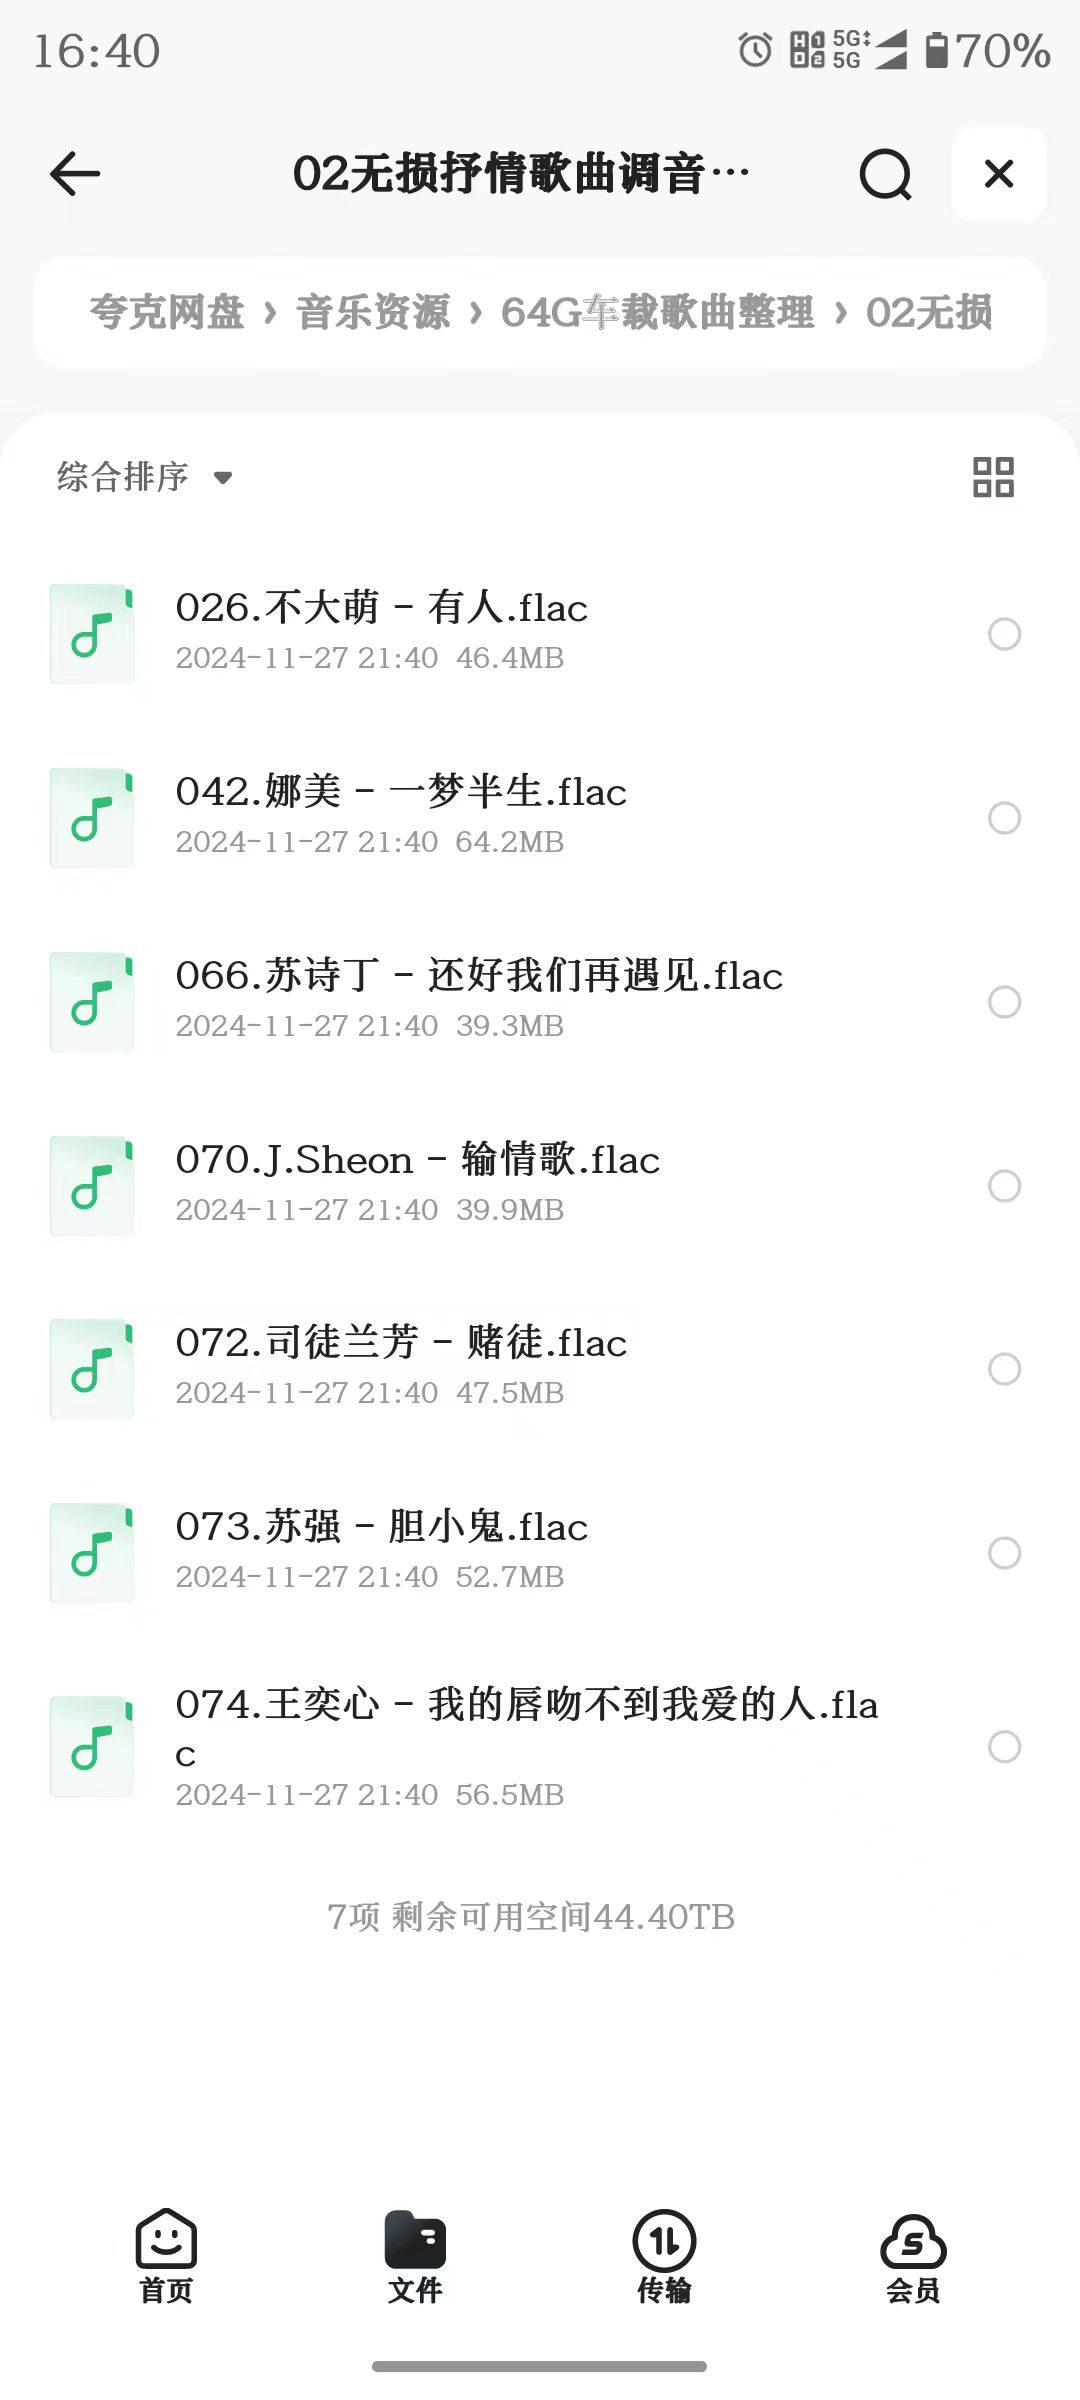 16:40
5G
5G
70%
02无损抒情歌曲调音…
夸克网盘 › 音乐资源 › 64G车载歌曲整理 › 02无损
综合排序
026.不大萌 - 有人.flac
2024-11-27 21:40 46.4MB
042.娜美 - 一梦半生.flac
2024-11-27 21:40 64.2MB
066.苏诗丁 - 还好我们再遇见.flac
2024-11-27 21:40 39.3MB
070.J.Sheon - 输情歌.flac
2024-11-27 21:40 39.9MB
072.司徒兰芳 - 赌徒.flac
2024-11-27 21:40 47.5MB
073.苏强 - 胆小鬼.flac
2024-11-27 21:40 52.7MB
074.王奕心 - 我的唇吻不到我爱的人.fla
c
2024-11-27 21:40 56.5MB
7项 剩余可用空间44.40TB
首页 文件 传输 会员